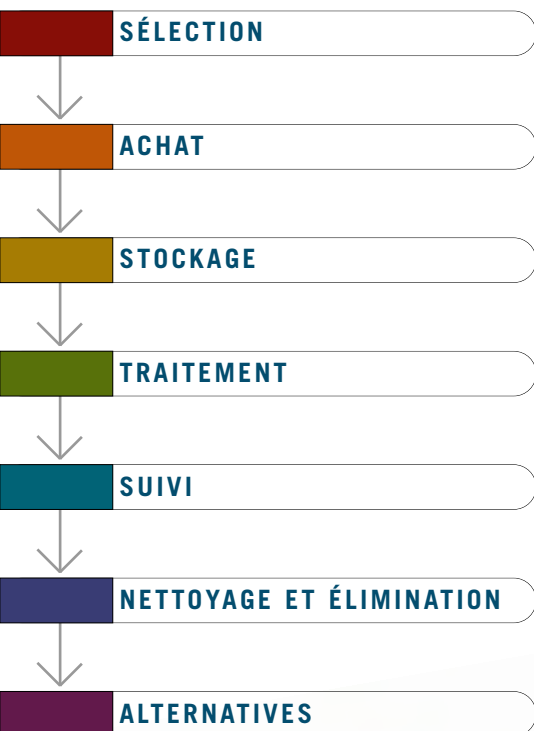 SÉLECTION
ACHAT
STOCKAGE
TRAITEMENT
SUIVI
NETTOYAGE ET ÉLIMINATION
ALTERNATIVES